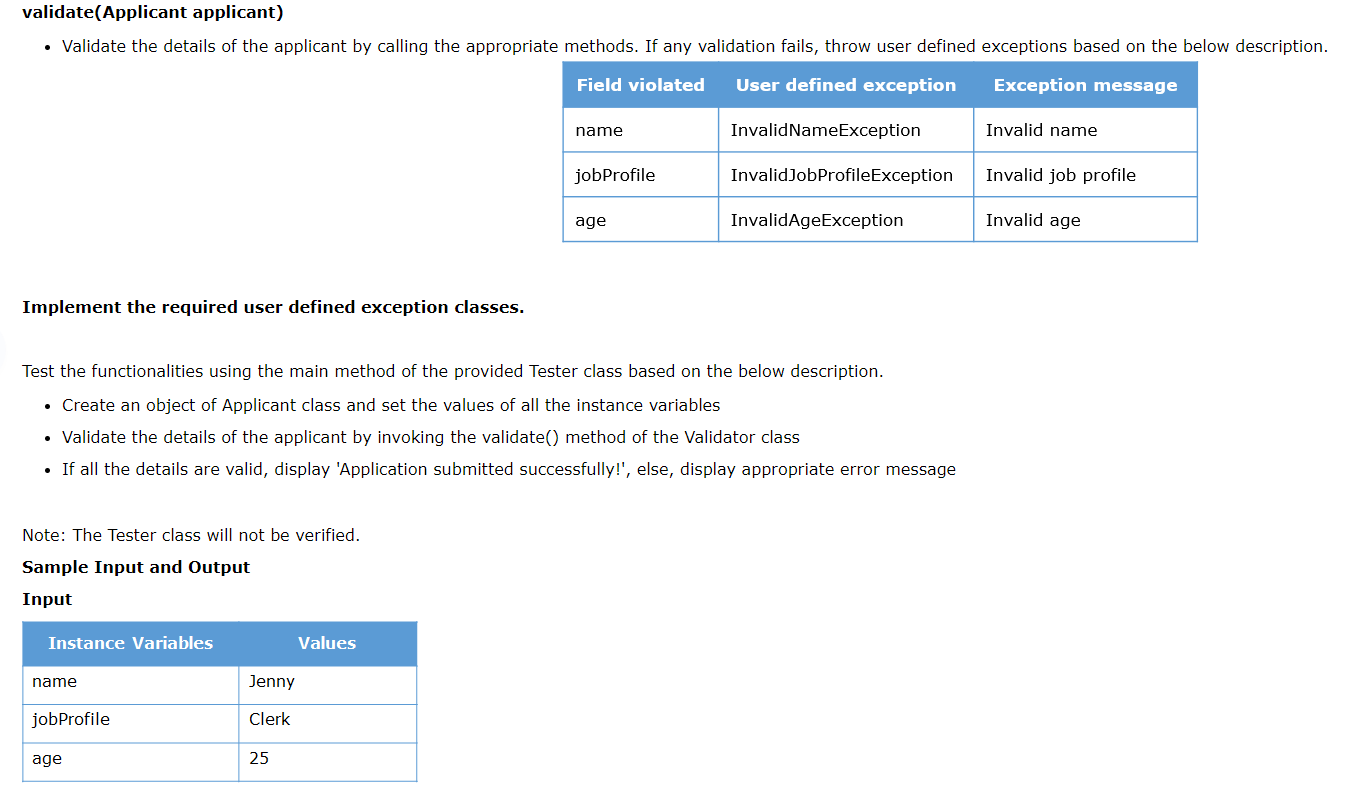 validate(Applicant applicant)
• Validate the details of the applicant by calling the appropriate methods. If any validation fails, throw user defined exceptions based on the below description.
Field violated User defined exception Exception message
name InvalidNameException Invalid name
jobProfile InvalidJobProfileException Invalid job profile
age InvalidAgeException Invalid age
Implement the required user defined exception classes.
Test the functionalities using the main method of the provided Tester class based on the below description.
• Create an object of Applicant class and set the values of all the instance variables
• Validate the details of the applicant by invoking the validate() method of the Validator class
• If all the details are valid, display 'Application submitted successfully!', else, display appropriate error message
Note: The Tester class will not be verified.
Sample Input and Output
Input
Instance Variables Values
name Jenny
jobProfile Clerk
age 25